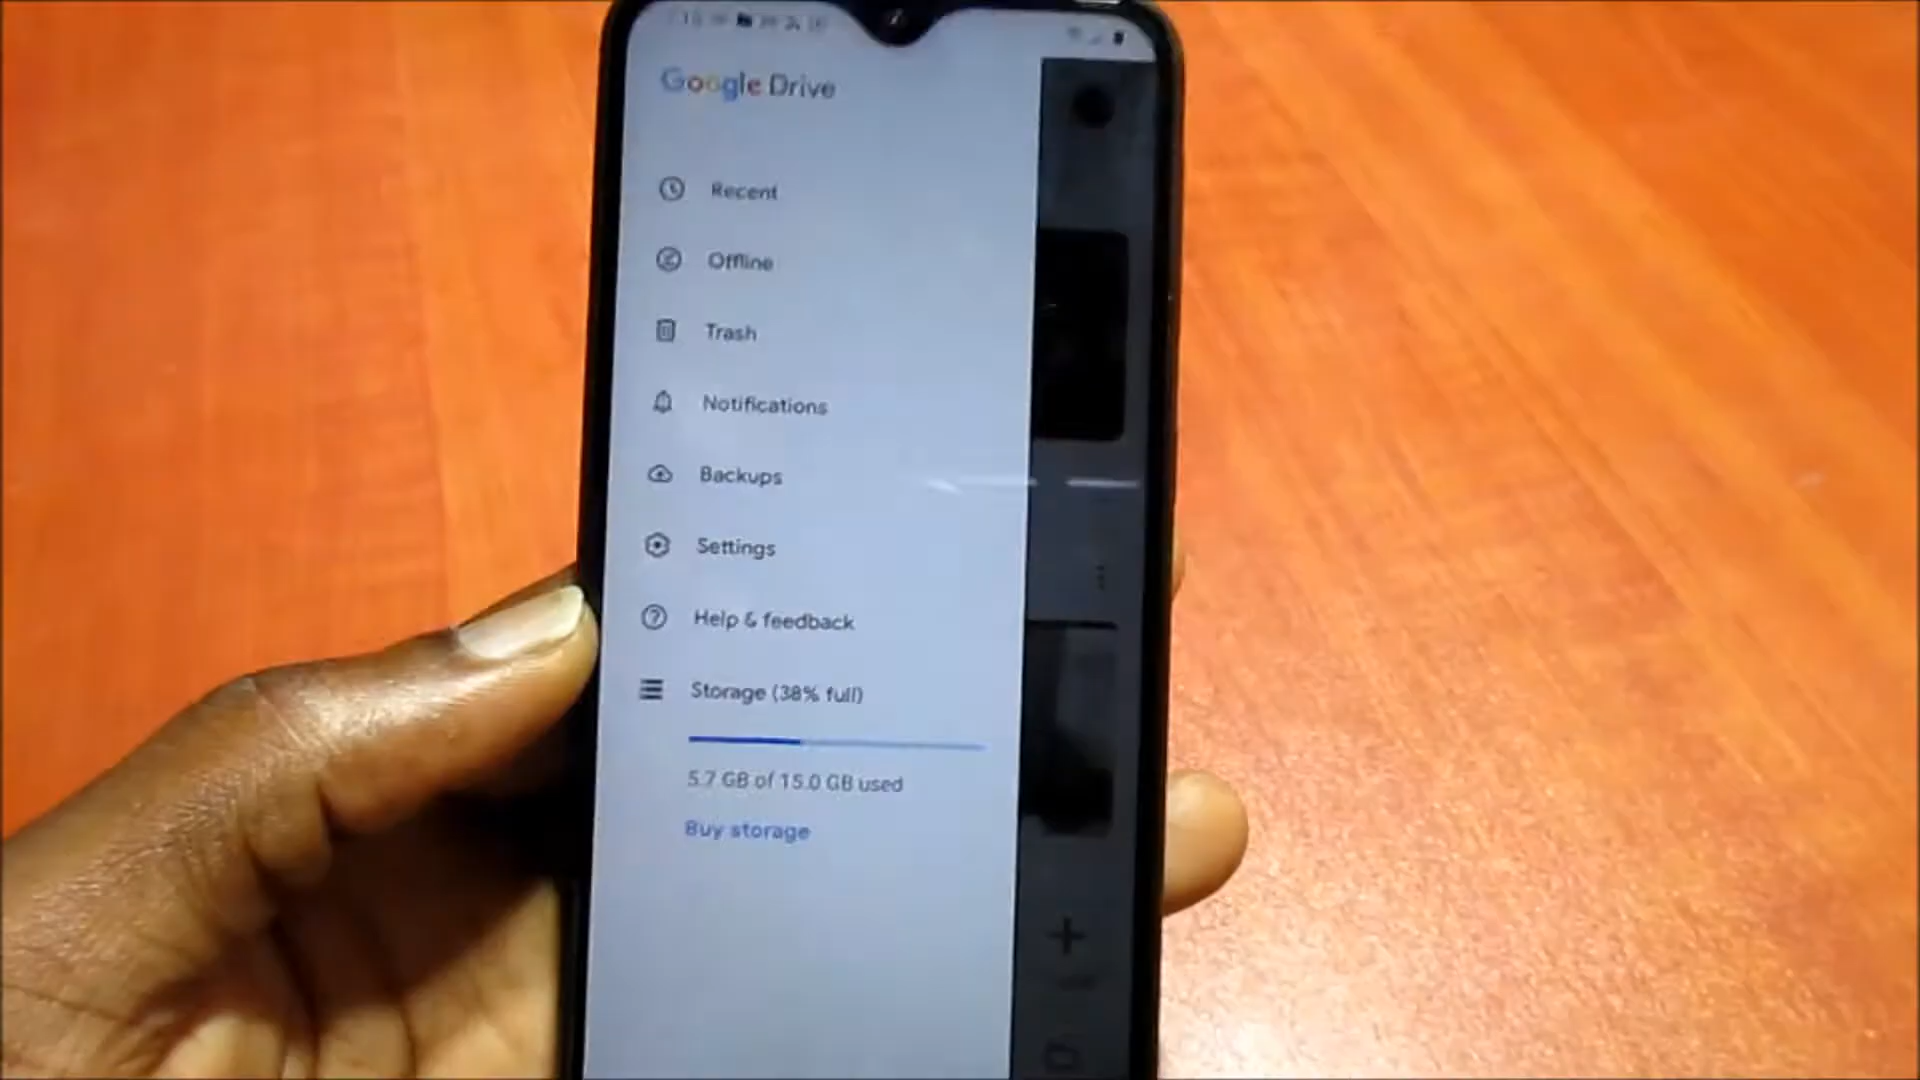 Google Drive
Recent
Offline
Trash
Notifications
Backups
Settings
Help & feedback
Storage (38% full)
5.7 GB of 15.0 GB used
Buy storage